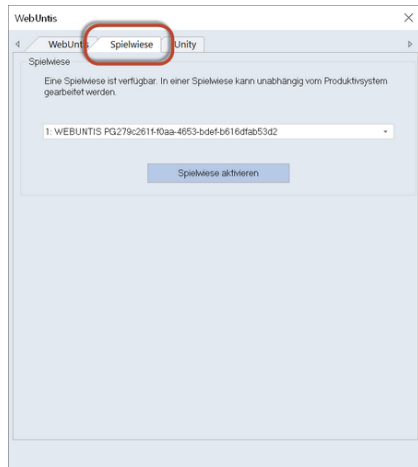 WebUntis
WebUntis Spielwiese Unity
Spielwiese
Eine Spielwiese ist verfügbar. In einer Spielwiese kann unabhängig vom Produktivsystem
gearbeitet werden.
1: WEBUNTIS PG279c261f-f0aa-4653-bdef-b616dfab53d2
Spielwiese aktivieren